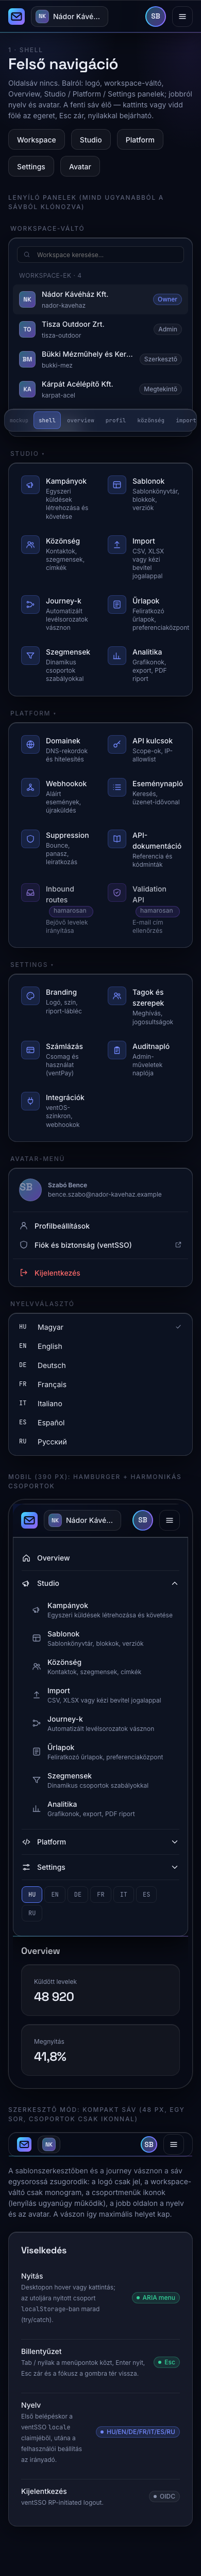 NK Nádor Kávé... SB
1 · SHELL
Felső navigáció
Oldalsáv nincs. Balról: logó, workspace-váltó,
Overview, Studio / Platform / Settings panelek; jobbról
nyelv és avatar. A fenti sáv élő — kattints vagy vidd
fölé az egeret, Esc zár, nyilakkal bejárható.
Workspace Studio Platform
Settings Avatar
LENYÍLÓ PANELEK (MIND UGYANABBÓL A
SÁVBÓL KLÓNOZVA)
WORKSPACE-VÁLTÓ
Workspace keresése...
WORKSPACE-EK · 4
NK Nádor Kávéház Kft. Owner
nador-kavehaz
TO Tisza Outdoor Zrt. Admin
tisza-outdoor
BM Bükki Mézműhely és Ker... Szerkesztő
bukki-mez
KA Kárpát Acélépítő Kft. Megtekintő
karpat-acel
mockup shell overview profil közönség import
STUDIO
Kampányok
Egyszeri
küldések
létrehozása és
követése
Sablonok
Sablonkönyvtár,
blokkok,
verziók
Közönség
Kontaktok,
szegmensek,
címkék
Import
CSV, XLSX
vagy kézi
bevitel
jogalappal
Journey-k
Automatizált
levélsorozatok
vásznon
Űrlapok
Feliratkozó
űrlapok,
preferenciaközpont
Szegmensek
Dinamikus
csoportok
szabályokkal
Analitika
Grafikonok,
export, PDF
riport
PLATFORM
Domainek
DNS-rekordok
és hitelesítés
API kulcsok
Scope-ok, IP-
allowlist
Webhookok
Aláírt
események,
újraküldés
Eseménynapló
Keresés,
üzenet-idővonal
Suppression
Bounce,
panasz,
leiratkozás
API-
dokumentáció
Referencia és
kódminták
Inbound
routes
hamarosan
Bejövő levelek
irányítása
Validation
API
hamarosan
E-mail cím
ellenőrzés
SETTINGS
Branding
Logó, szín,
riport-lábléc
Tagok és
szerepek
Meghívás,
jogosultságok
Számlázás
Csomag és
használat
(ventPay)
Auditnapló
Admin-
műveletek
naplója
Integrációk
ventOS-
szinkron,
webhookok
AVATAR-MENÜ
SB Szabó Bence
bence.szabo@nador-kavehaz.example
Profilbeállítások
Fiók és biztonság (ventSSO)
Kijelentkezés
NYELVVÁLASZTÓ
HU Magyar
EN English
DE Deutsch
FR Français
IT Italiano
ES Español
RU Русский
MOBIL (390 PX): HAMBURGER + HARMONIKÁS
CSOPORTOK
NK Nádor Kávé... SB
Overview
Studio
Kampányok
Egyszeri küldések létrehozása és követése
Sablonok
Sablonkönyvtár, blokkok, verziók
Közönség
Kontaktok, szegmensek, címkék
Import
CSV, XLSX vagy kézi bevitel jogalappal
Journey-k
Automatizált levélsorozatok vásznon
Űrlapok
Feliratkozó űrlapok, preferenciaközpont
Szegmensek
Dinamikus csoportok szabályokkal
Analitika
Grafikonok, export, PDF riport
Platform
Settings
HU EN DE FR IT ES
RU
Overview
Küldött levelek
48 920
Megnyitás
41,8%
SZERKESZTŐ MÓD: KOMPAKT SÁV (48 PX, EGY
SOR, CSOPORTOK CSAK IKONNAL)
NK SB
A sablonszerkesztőben és a journey vásznon a sáv
egysorossá zsugorodik: a logó csak jel, a workspace-
váltó csak monogram, a csoportmenük ikonok
(lenyílás ugyanúgy működik), a jobb oldalon a nyelv
és az avatar. A vászon így maximális helyet kap.
Viselkedés
Nyitás
Desktopon hover vagy kattintás;
az utoljára nyitott csoport
localStorage-ban marad
(try/catch).
ARIA menu
Billentyűzet
Tab / nyilak a menüpontok közt, Enter nyit,
Esc zár és a fókusz a gombra tér vissza.
Esc
Nyelv
Első belépéskor a
ventSSO locale
claimjéből, utána a
felhasználói beállítás
az irányadó.
HU/EN/DE/FR/IT/ES/RU
Kijelentkezés
ventSSO RP-initiated logout.
OIDC